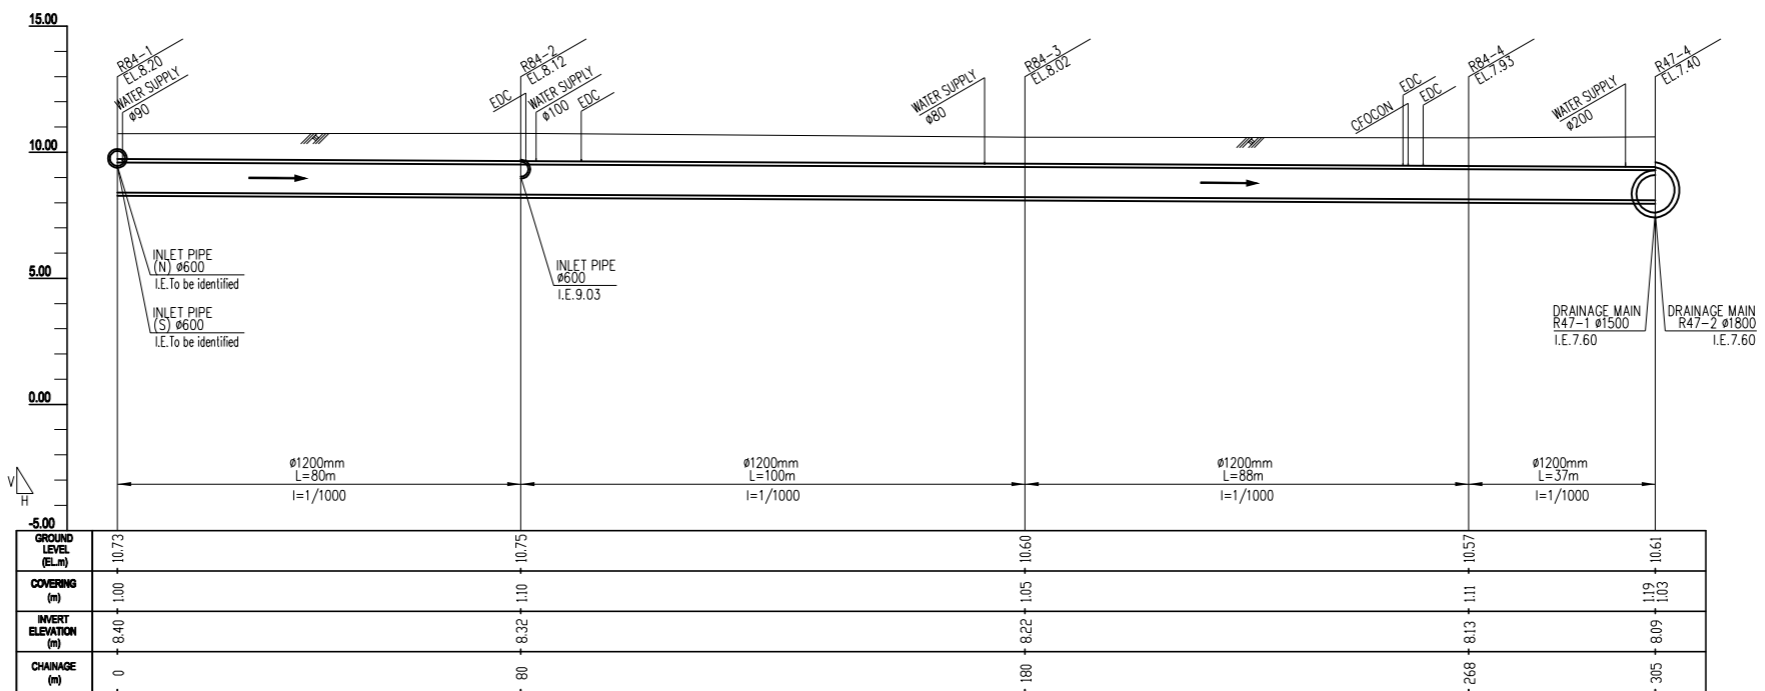 15.00
10.00
5.00
0.00
-5.00
V
H
R84-1
EL.8.20
WATER SUPPLY
ø90
EDC
R84-2
EL.8.12
WATER SUPPLY
ø100
EDC
WATER SUPPLY
ø80
R84-3
EL.8.02
CFOCON
EDC
EDC
R84-4
EL.7.93
WATER SUPPLY
ø200
R47-4
EL.7.40
INLET PIPE
(N) ø600
I.E.To be identified
INLET PIPE
(S) ø600
I.E.To be identified
INLET PIPE
ø600
I.E.9.03
DRAINAGE MAIN
R47-1 ø1500
I.E.7.60
DRAINAGE MAIN
R47-2 ø1800
I.E.7.60
ø1200mm
L=80m
I=1/1000
ø1200mm
L=100m
I=1/1000
ø1200mm
L=88m
I=1/1000
ø1200mm
L=37m
I=1/1000
GROUND
LEVEL
(EL.m)
10.73
10.75
10.60
10.57
10.61
COVERING
(m)
1.00
1.10
1.05
1.11
1.19
1.03
INVERT
ELEVATION
(m)
8.40
8.32
8.22
8.13
8.09
CHAINAGE
(m)
0
80
180
268
305